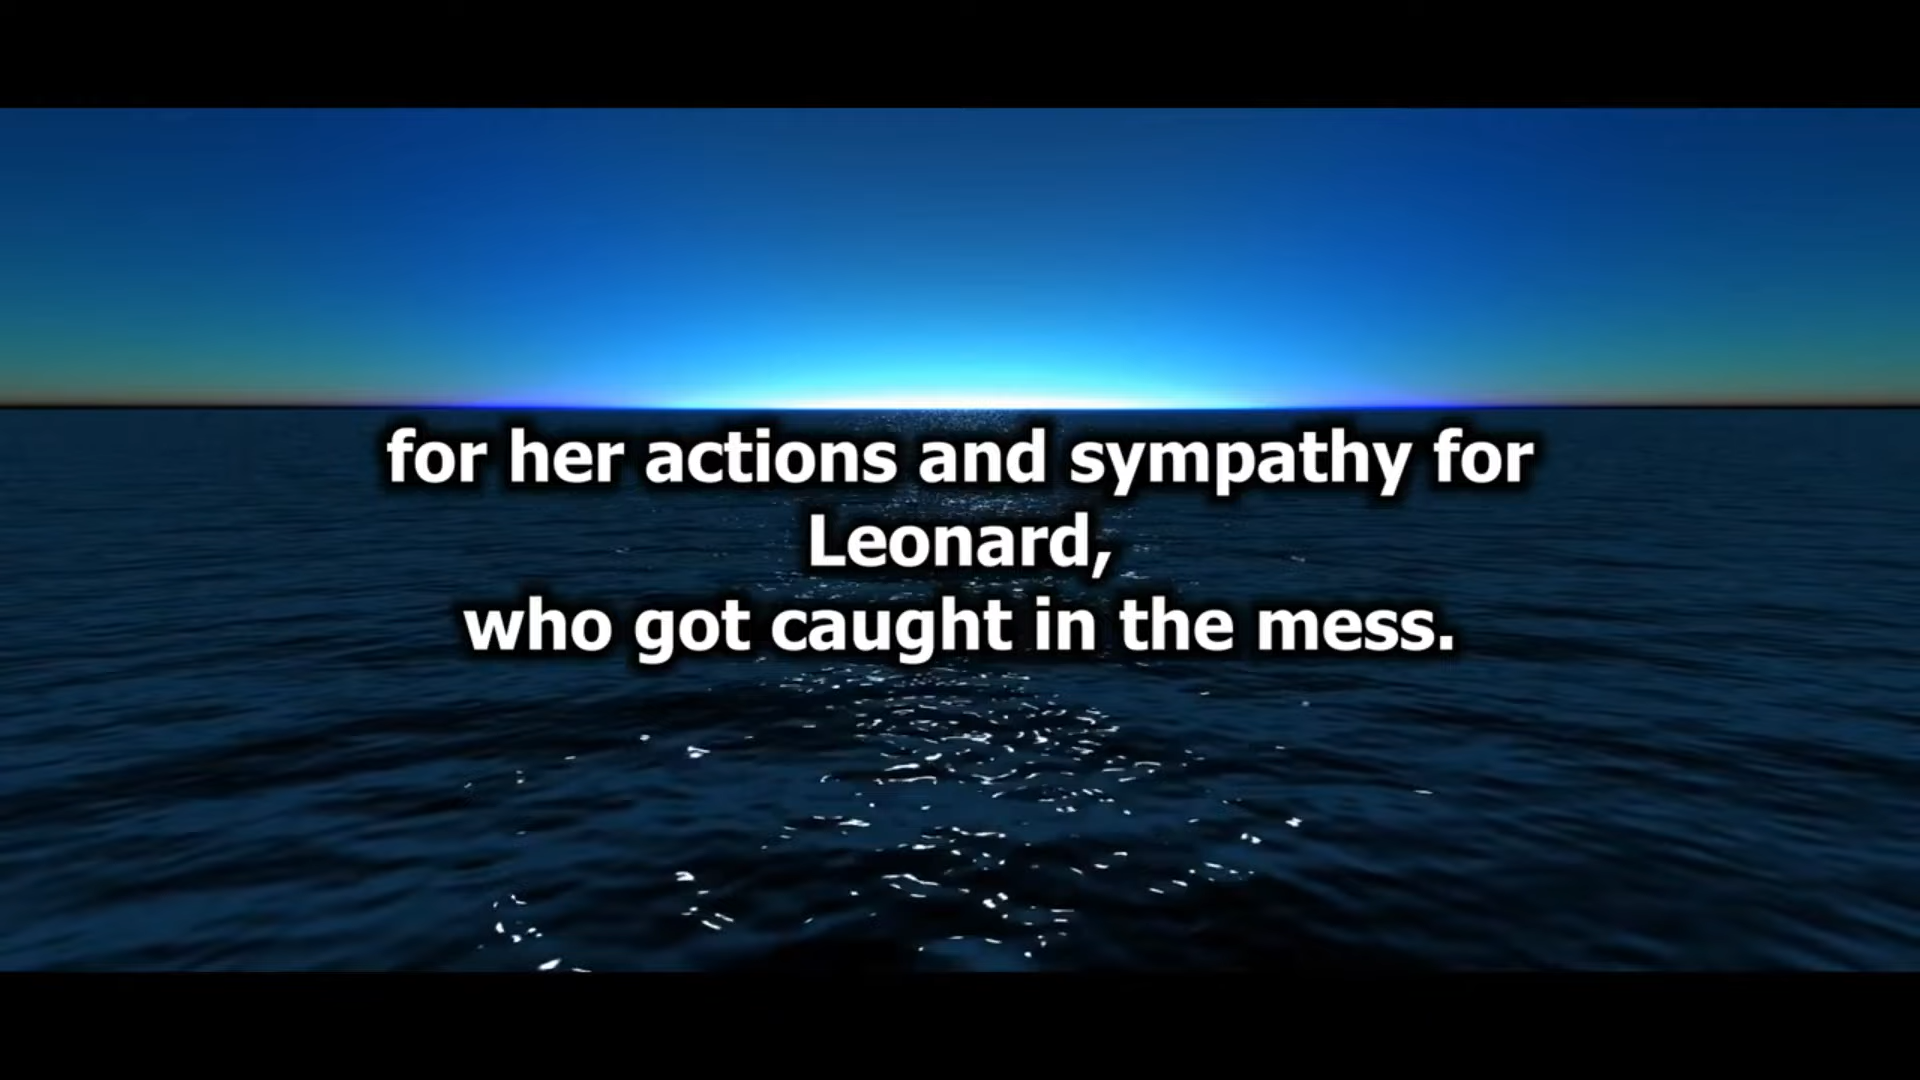 for her actions and sympathy for
Leonard,
who got caught in the mess.